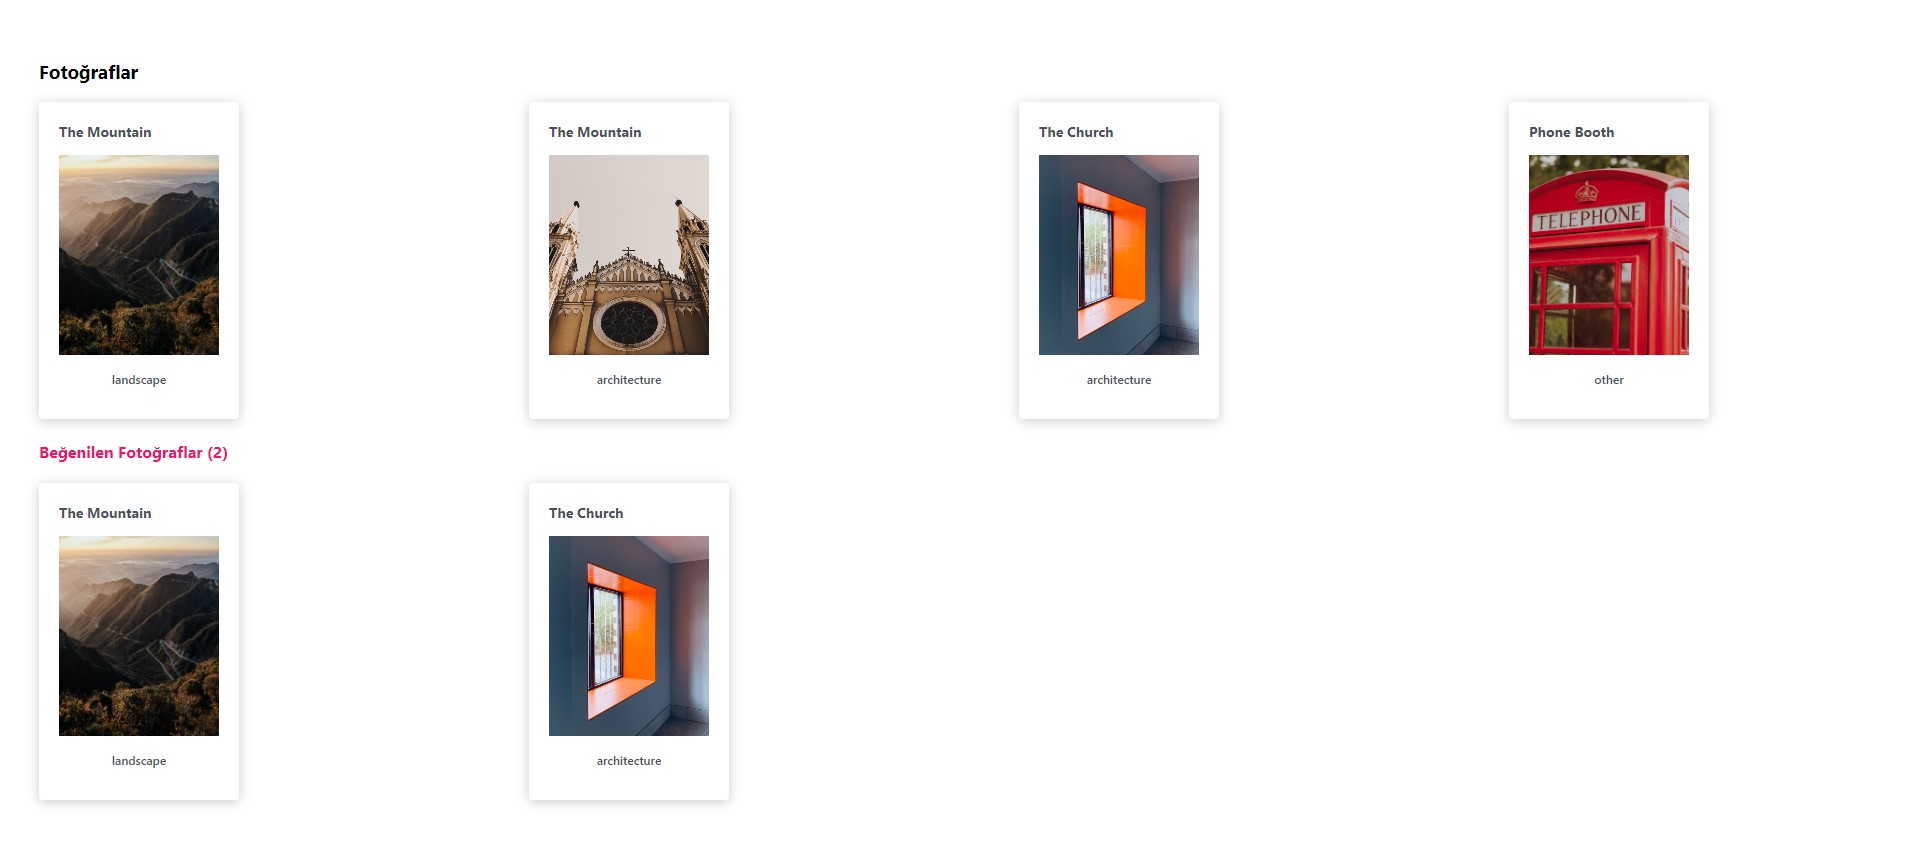 Fotoğraflar
The Mountain
The Mountain
The Church
Phone Booth
TELEPHONE
landscape
architecture
architecture
other
Beğenilen Fotoğraflar (2)
The Mountain
The Church
landscape
architecture